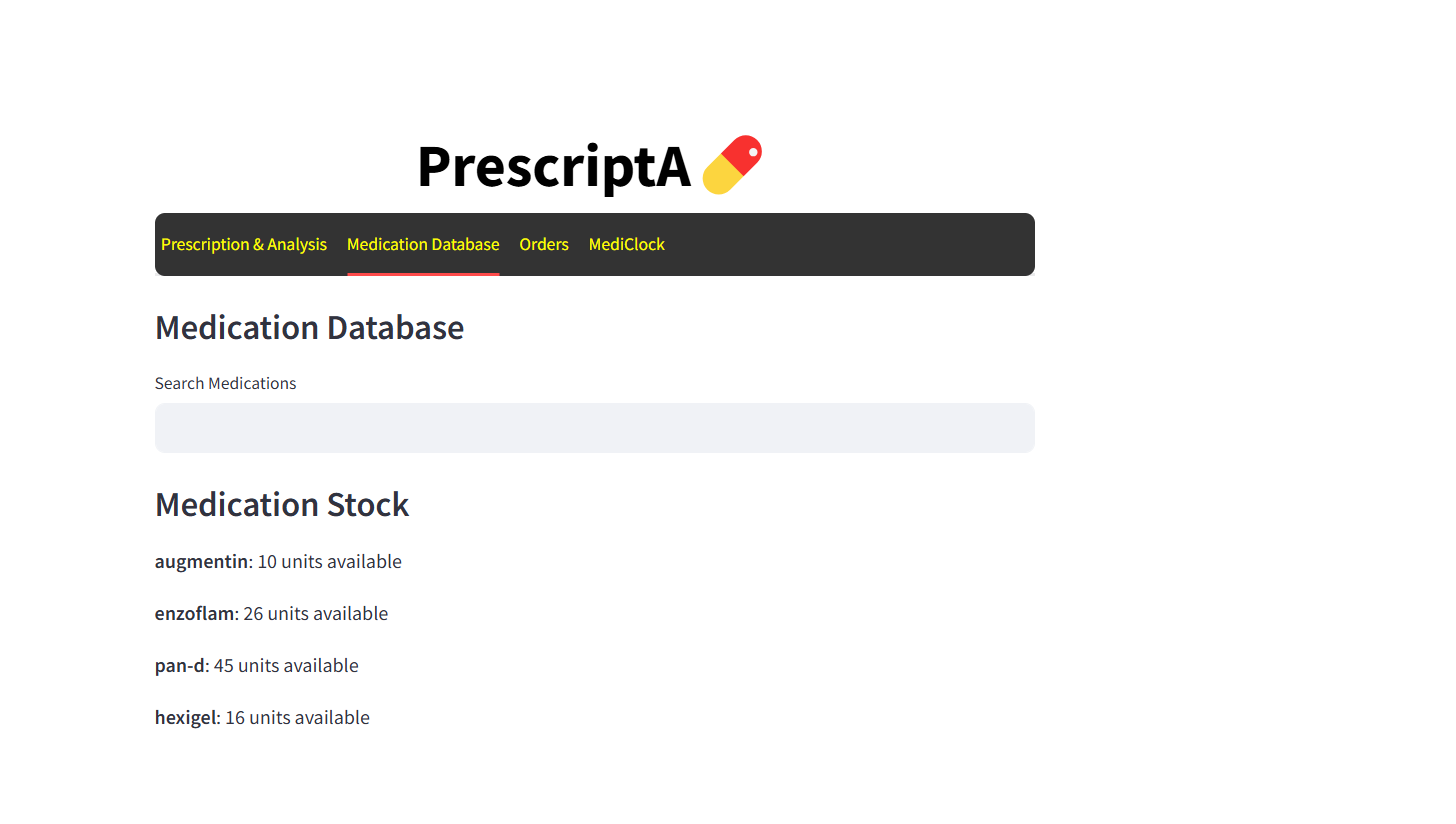 PrescriptA
Prescription & Analysis Medication Database Orders MediClock
Medication Database
Search Medications
Medication Stock
augmentin: 10 units available
enzoflam: 26 units available
pan-d: 45 units available
hexigel: 16 units available